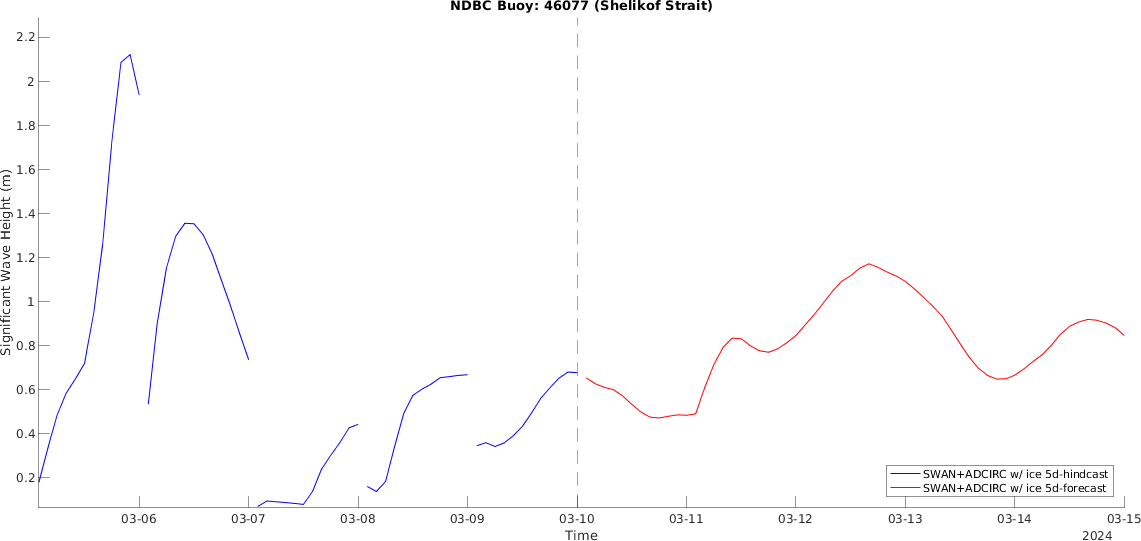 NDBC Buoy: 46077 (Shelikof Strait)
Significant Wave Height (m)
2.2
2
1.8
1.6
1.4
1.2
1
0.8
0.6
0.4
0.2
SWAN+ADCIRC w/ ice 5d-hindcast
SWAN+ADCIRC w/ ice 5d-forecast
03-06 03-07 03-08 03-09 03-10 03-11 03-12 03-13 03-14 03-15
Time
2024